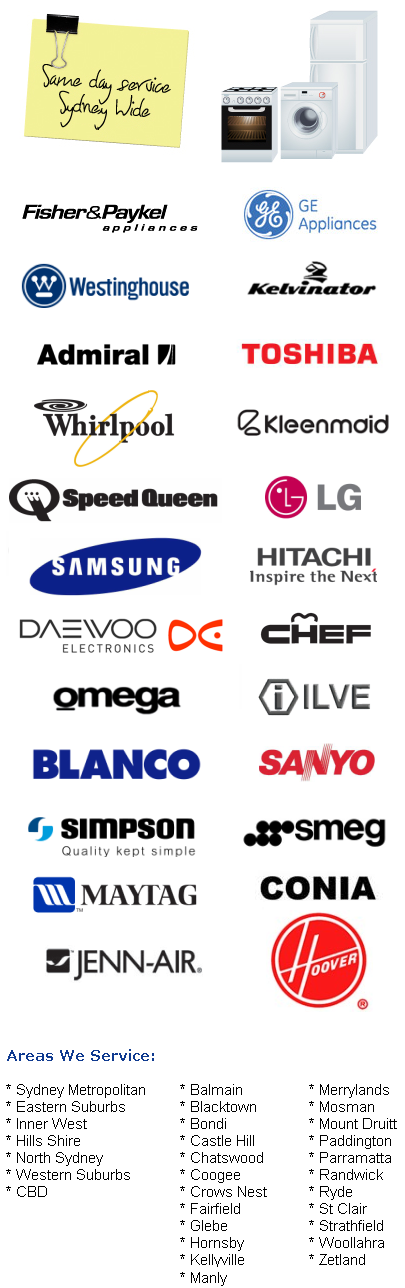 Same day service
Sydney Wide
Fisher&Paykel
appliances
GE
Appliances
Westinghouse
Kelvinator
Admiral
TOSHIBA
Whirlpool
Kleenmaid
Speed Queen
LG
SAMSUNG
HITACHI
Inspire the Next
DAEWOO
ELECTRONICS
CHEF
omega
ILVE
BLANCO
SANYO
SIMPSON
Quality kept simple
smeg
MAYTAG™
CONIA
JENN-AIR®
HOOVER®
Areas We Service:
* Sydney Metropolitan
* Eastern Suburbs
* Inner West
* Hills Shire
* North Sydney
* Western Suburbs
* CBD
* Balmain
* Blacktown
* Bondi
* Castle Hill
* Chatswood
* Coogee
* Crows Nest
* Fairfield
* Glebe
* Hornsby
* Kellyville
* Manly
* Merrylands
* Mosman
* Mount Druitt
* Paddington
* Parramatta
* Randwick
* Ryde
* St Clair
* Strathfield
* Woollahra
* Zetland